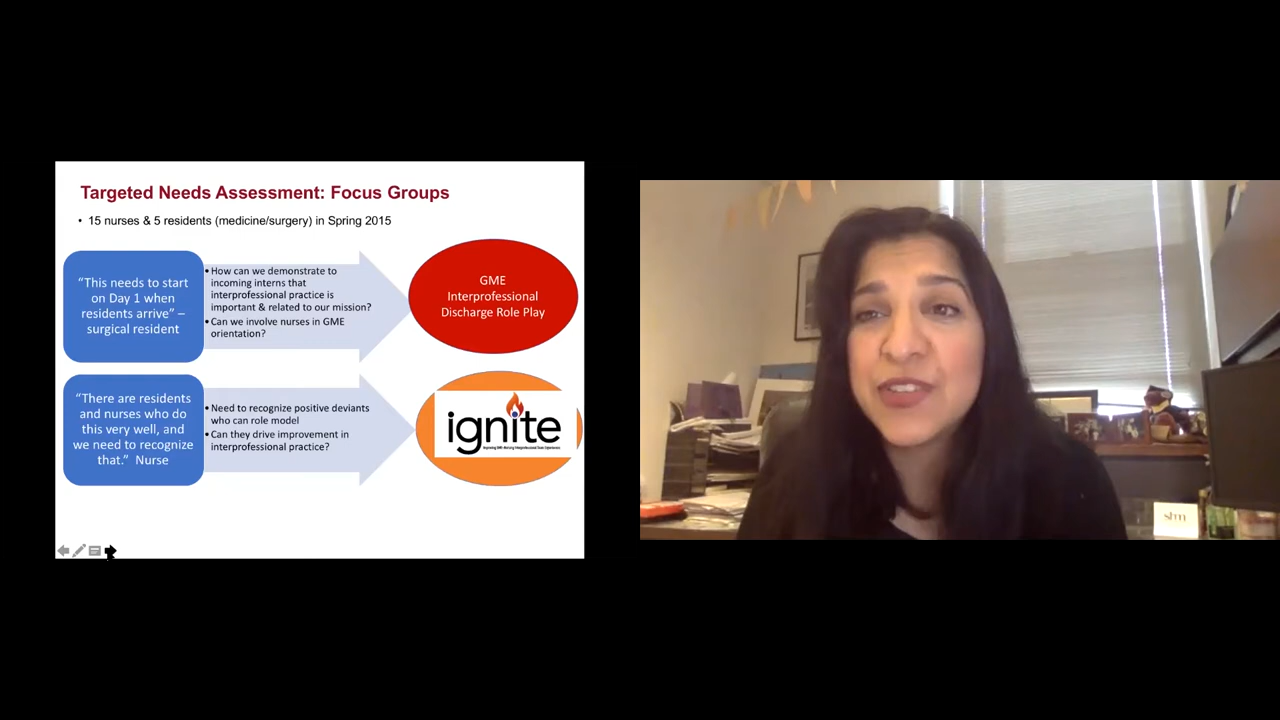 Targeted Needs Assessment: Focus Groups
• 15 nurses & 5 residents (medicine/surgery) in Spring 2015
“This needs to start
on Day 1 when
residents arrive” –
surgical resident
• How can we demonstrate to
incoming interns that
interprofessional practice is
important & related to our mission?
• Can we involve nurses in GME
orientation?
GME
Interprofessional
Discharge Role Play
“There are residents
and nurses who do
this very well, and
we need to recognize
that.” Nurse
• Need to recognize positive deviants
who can role model
• Can they drive improvement in
interprofessional practice?
ignite
shm